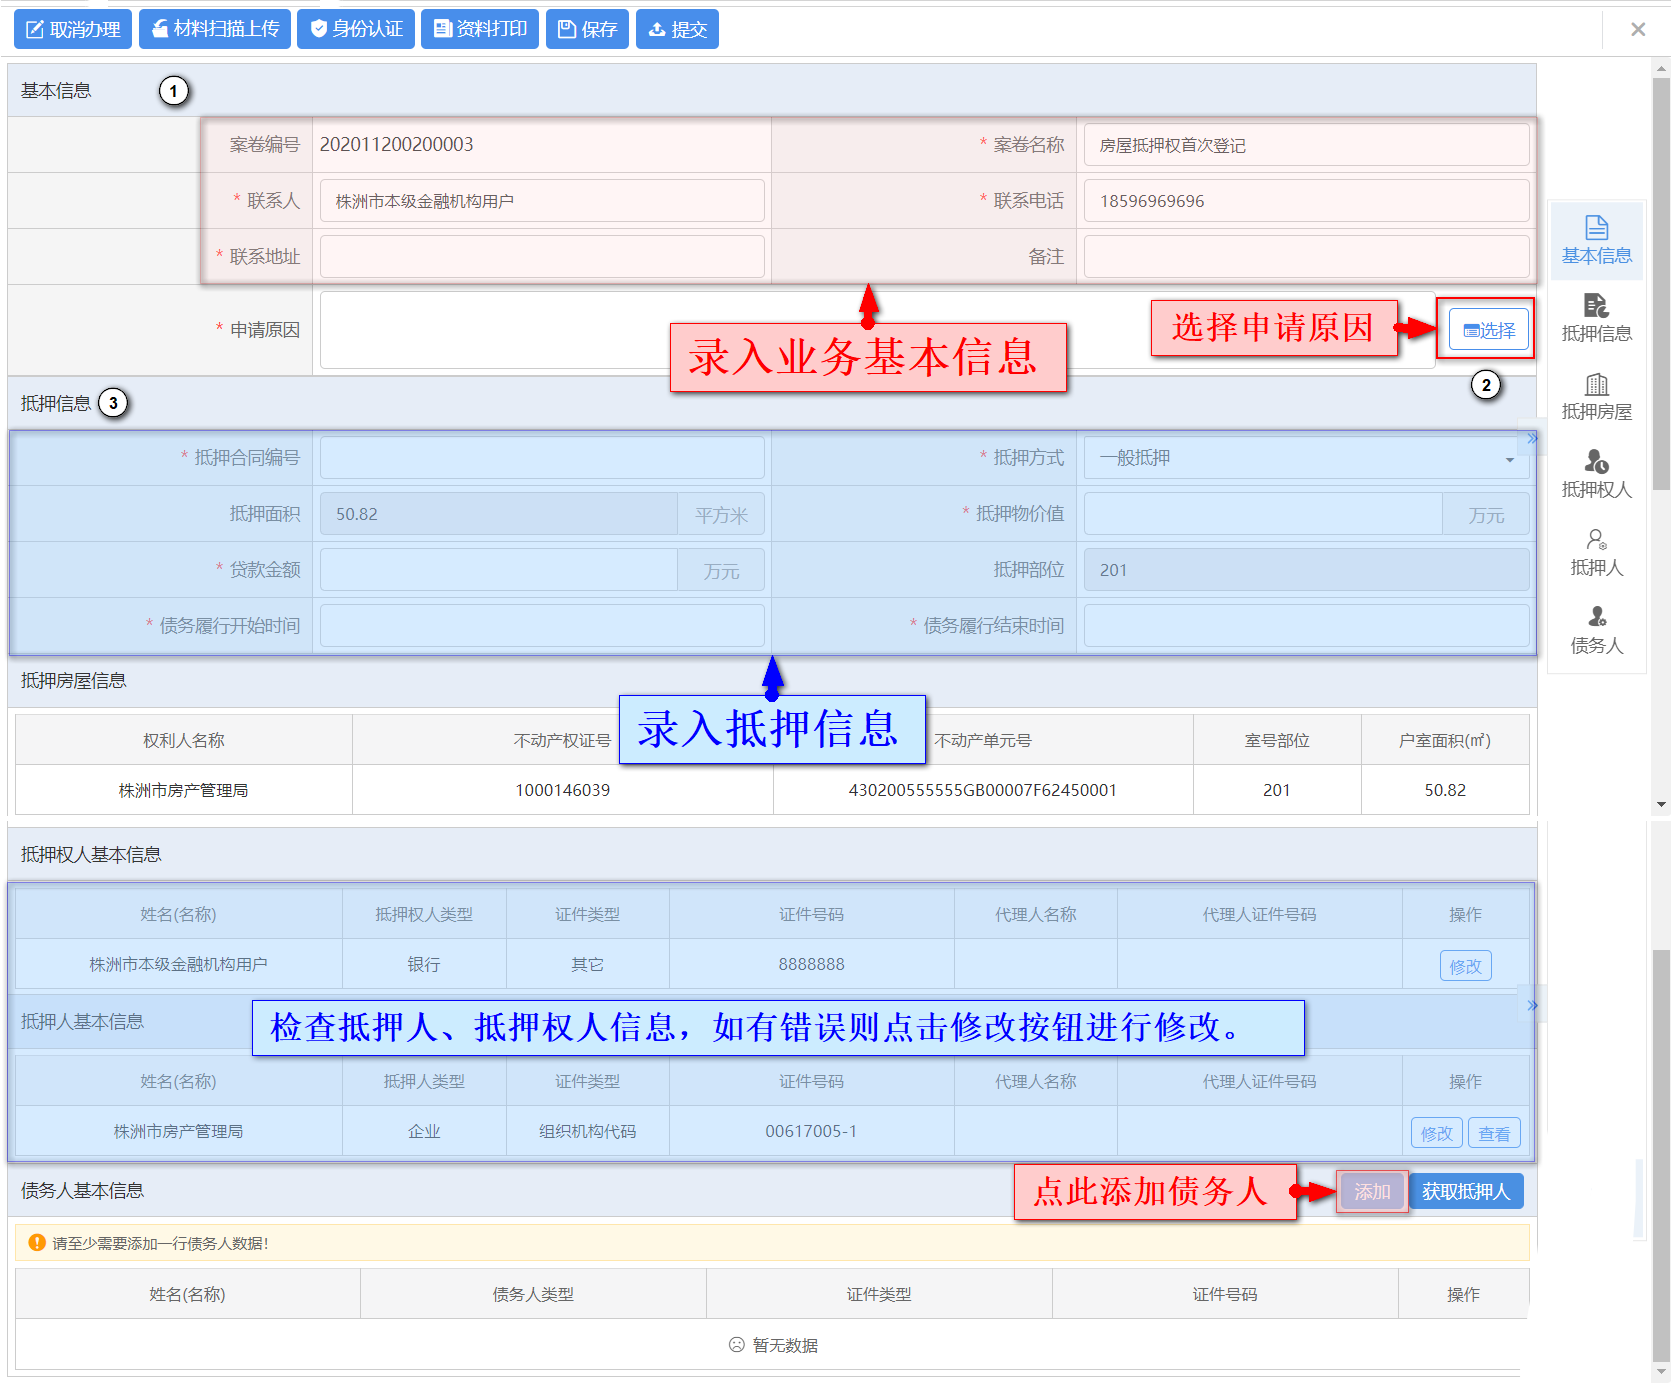 取消办理 材料扫描上传 身份认证 资料打印 保存 提交
基本信息 1
案卷编号 202011200200003 * 案卷名称 房屋抵押权首次登记
* 联系人 株洲市本级金融机构用户 * 联系电话 18596969696
* 联系地址 备注
* 申请原因 选择申请原因 选择
录入业务基本信息
2
抵押信息 3
* 抵押合同编号 * 抵押方式 一般抵押
抵押面积 50.82 平方米 * 抵押物价值 万元
* 贷款金额 万元 抵押部位 201
* 债务履行开始时间 * 债务履行结束时间
抵押房屋信息
录入抵押信息
权利人名称 不动产权证号 不动产单元号 室号部位 户室面积(㎡)
株洲市房产管理局 1000146039 430200555555GB00007F62450001 201 50.82
基本信息
抵押信息
抵押房屋
抵押权人
抵押人
债务人
抵押权人基本信息
姓名(名称) 抵押权人类型 证件类型 证件号码 代理人名称 代理人证件号码 操作
株洲市本级金融机构用户 银行 其它 8888888 修改
抵押人基本信息
检查抵押人、抵押权人信息，如有错误则点击修改按钮进行修改。
姓名(名称) 抵押人类型 证件类型 证件号码 代理人名称 代理人证件号码 操作
株洲市房产管理局 企业 组织机构代码 00617005-1 修改 查看
债务人基本信息 点此添加债务人 添加 获取抵押人
请至少需要添加一行债务人数据!
姓名(名称) 债务人类型 证件类型 证件号码 操作
暂无数据